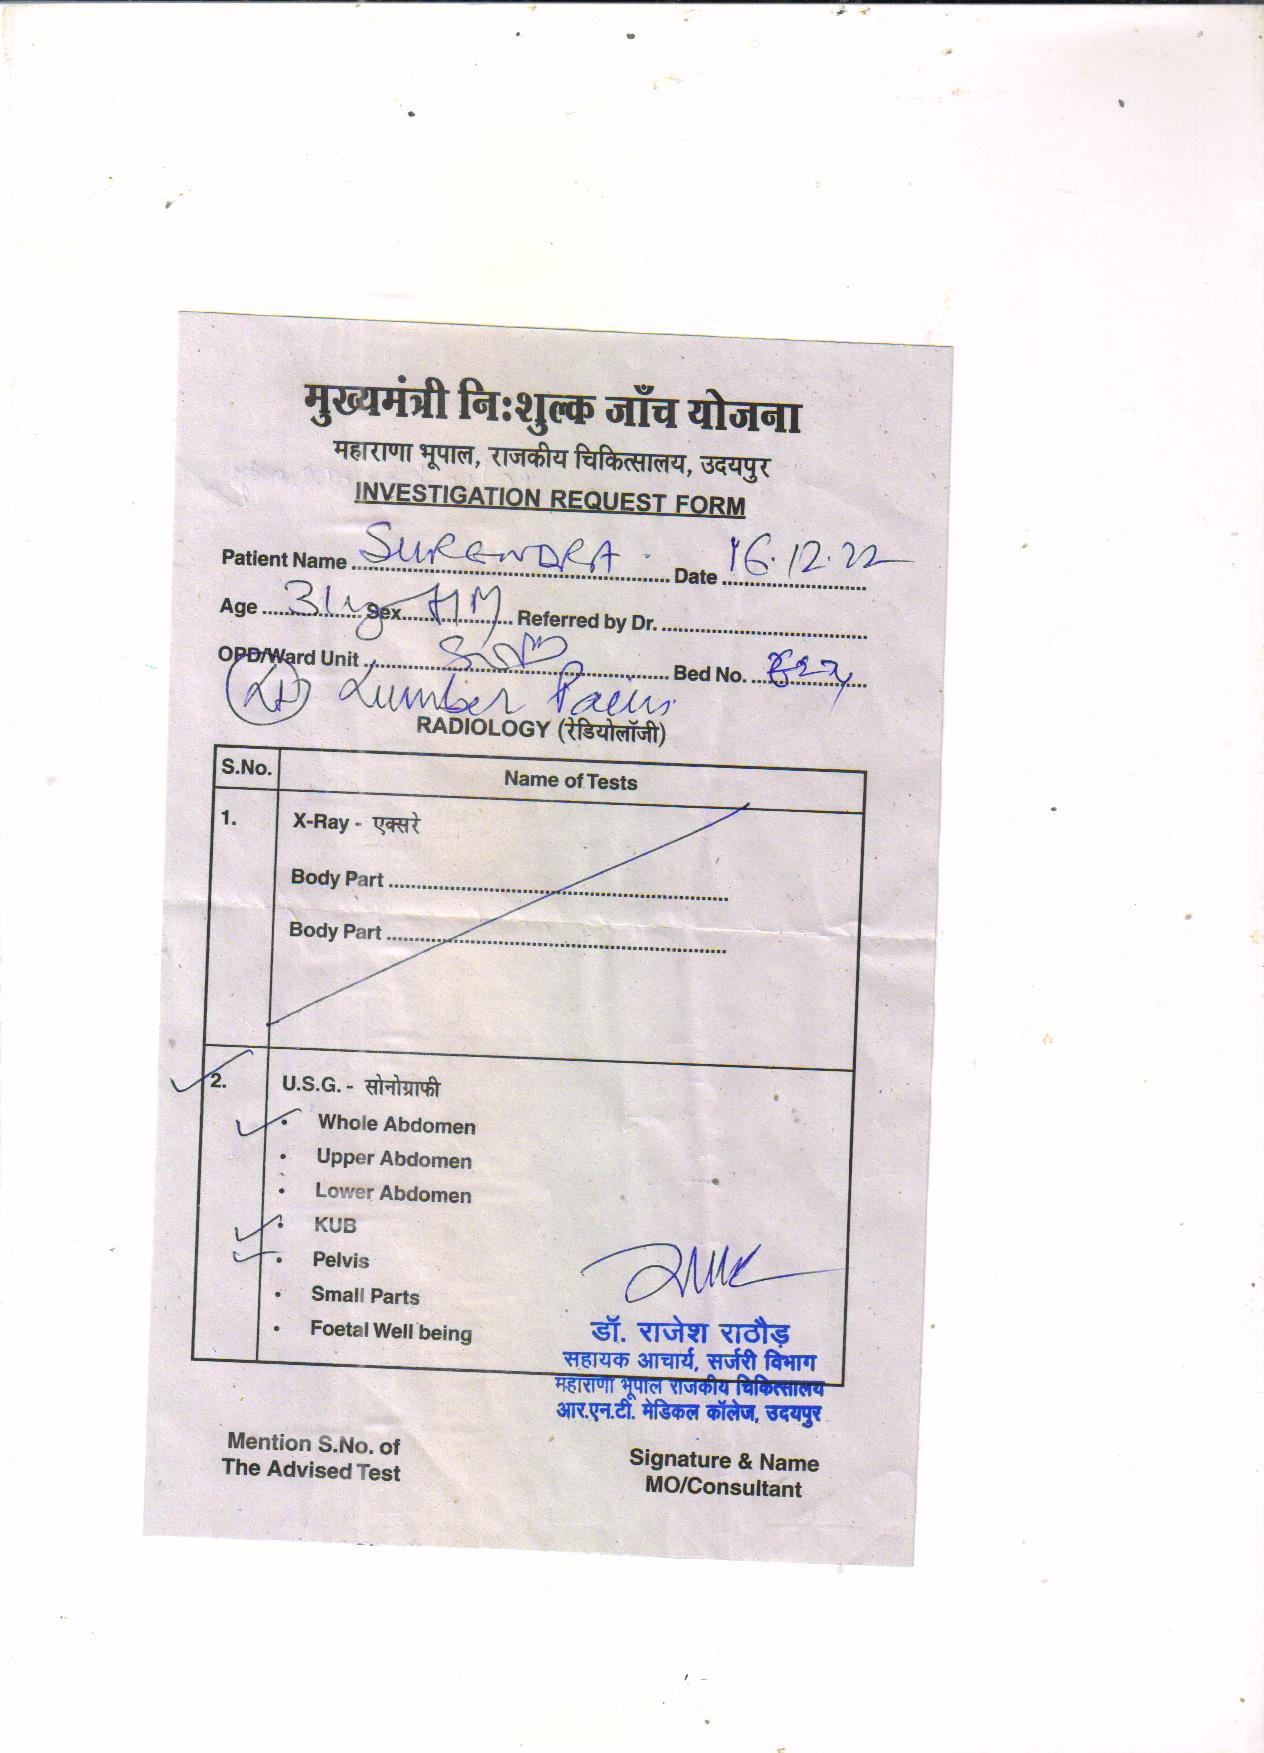 मुख्यमंत्री नि:शुल्क जाँच योजना
महाराणा भूपाल, राजकीय चिकित्सालय, उदयपुर
INVESTIGATION REQUEST FORM
Patient Name SURENDRA Date 16.12.22
Age 31y Sex M Referred by Dr.
OPD/Ward Unit Bed No.
Lumber Pain
RADIOLOGY (रेडियोलॉजी)
S.No. Name of Tests
1. X-Ray - एक्सरे
Body Part
Body Part
2. U.S.G. - सोनोग्राफी
• Whole Abdomen
• Upper Abdomen
• Lower Abdomen
• KUB
• Pelvis
• Small Parts
• Foetal Well being
डॉ. राजेश राठौड़
सहायक आचार्य, सर्जरी विभाग
महाराणा भूपाल राजकीय चिकित्सालय
आर.एन.टी. मेडिकल कॉलेज, उदयपुर
Mention S.No. of
The Advised Test
Signature & Name
MO/Consultant